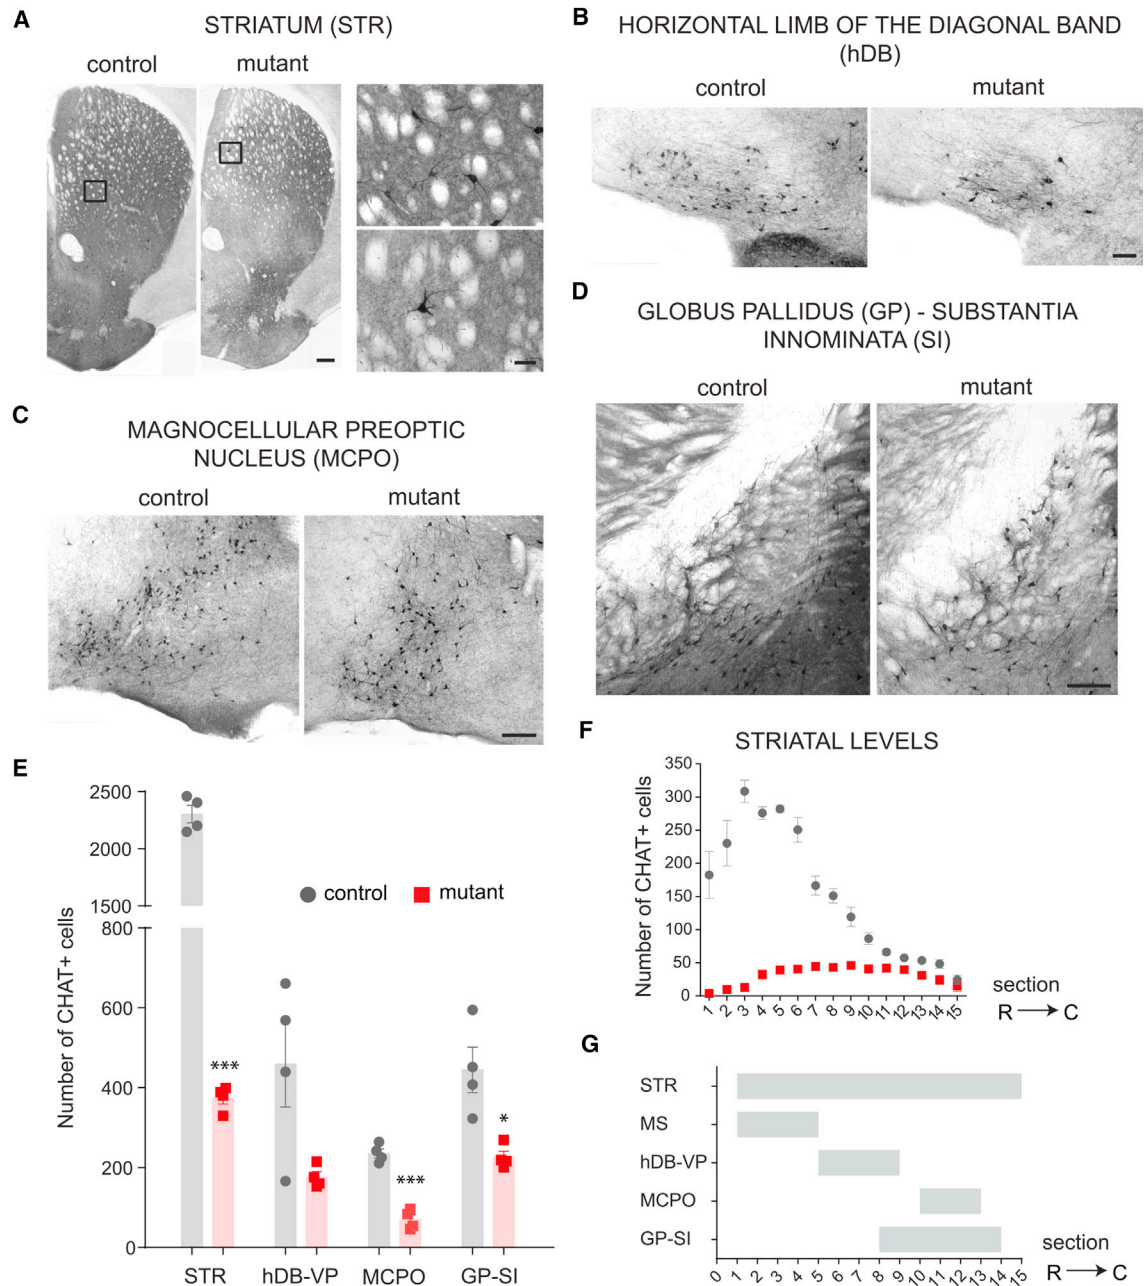 A
STRIATUM (STR)
control
mutant
B
HORIZONTAL LIMB OF THE DIAGONAL BAND
(hDB)
control
mutant
C
MAGNOCELLULAR PREOPTIC
NUCLEUS (MCPO)
control
mutant
D
GLOBUS PALLIDUS (GP) - SUBSTANTIA
INNOMINATA (SI)
control
mutant
E
Number of CHAT+ cells
2500
2000
1500
800
600
400
200
0
control
mutant
***
***
*
STR
hDB-VP
MCPO
GP-SI
F
STRIATAL LEVELS
Number of CHAT+ cells
350
300
250
200
150
100
50
0
1 2 3 4 5 6 7 8 9 10 11 12 13 14 15
section
R → C
G
STR
MS
hDB-VP
MCPO
GP-SI
0 1 2 3 4 5 6 7 8 9 10 11 12 13 14 15
section
R → C